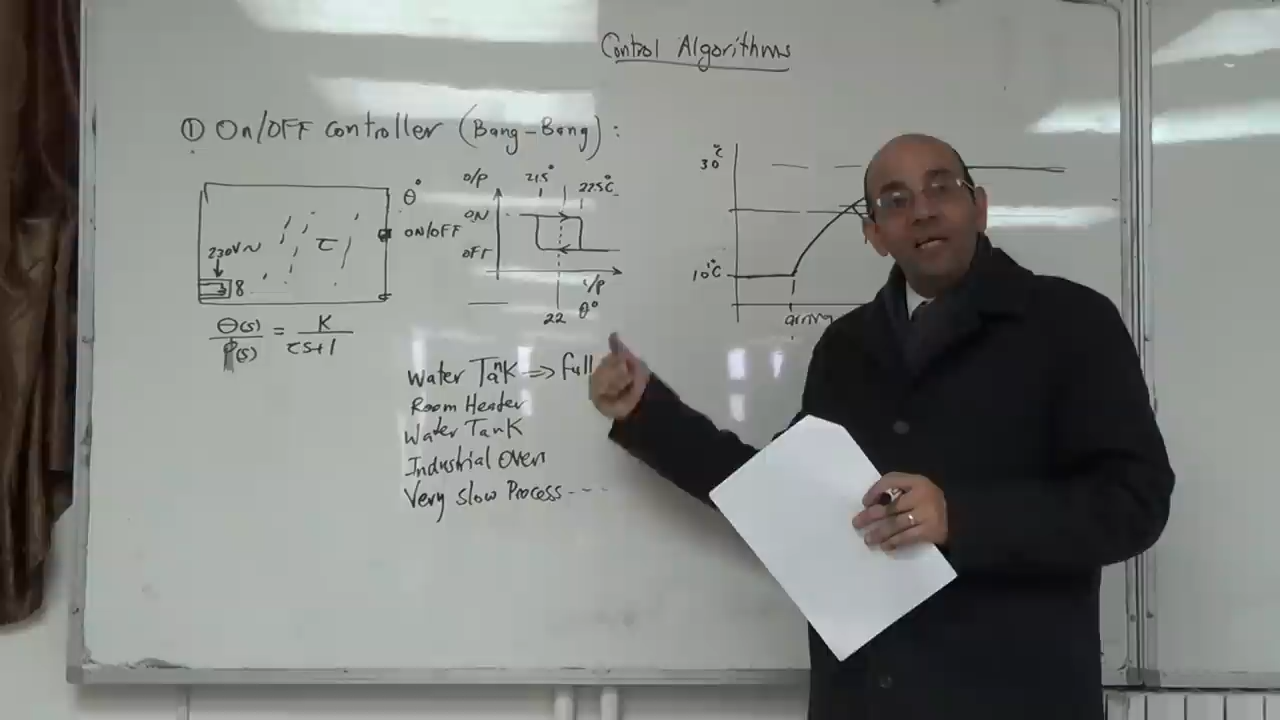 Control Algorithms
① On/OFF controller (Bang-Bang):
θ°
ON/OFF
230V~
τ
θ(s)/P(s) = K/τs+1
O/P
21.5°
22.5°C
ON
OFF
i/P
θ°
22
30°C
10°C
arriving
Water Tank => full
Room Heater
Water Tank
Industrial Oven
Very slow Process----